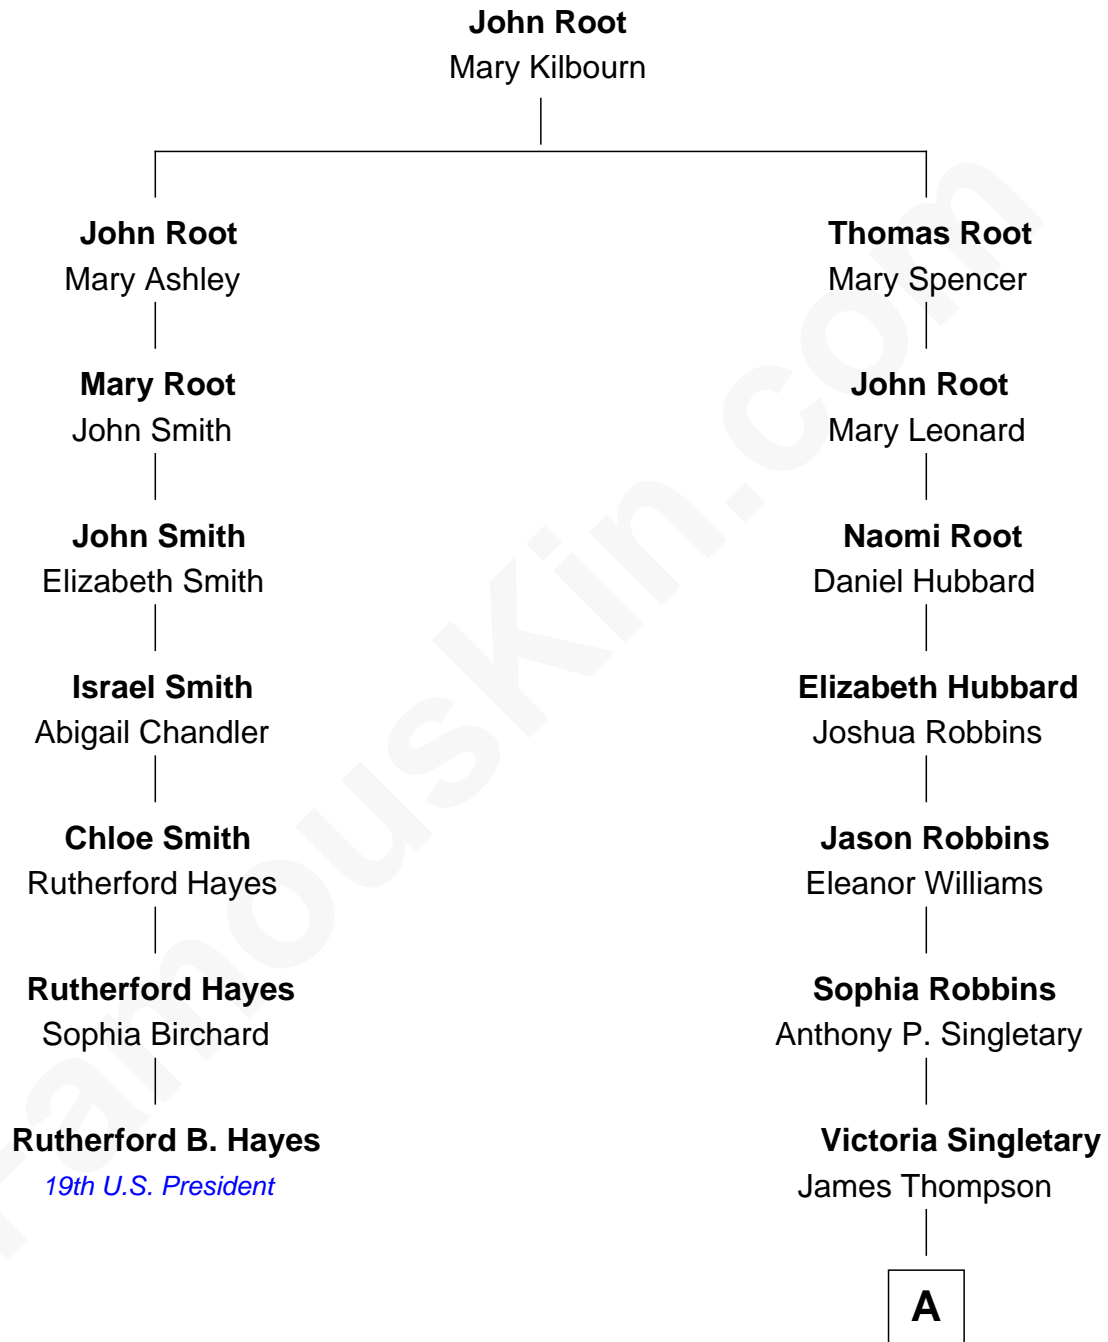 John Root
Mary Kilbourn
John Root
Mary Ashley
Thomas Root
Mary Spencer
Mary Root
John Smith
John Root
Mary Leonard
John Smith
Elizabeth Smith
Naomi Root
Daniel Hubbard
Israel Smith
Abigail Chandler
Elizabeth Hubbard
Joshua Robbins
Chloe Smith
Rutherford Hayes
Jason Robbins
Eleanor Williams
Rutherford Hayes
Sophia Birchard
Sophia Robbins
Anthony P. Singletary
Rutherford B. Hayes
19th U.S. President
Victoria Singletary
James Thompson
A
FamousKin.com